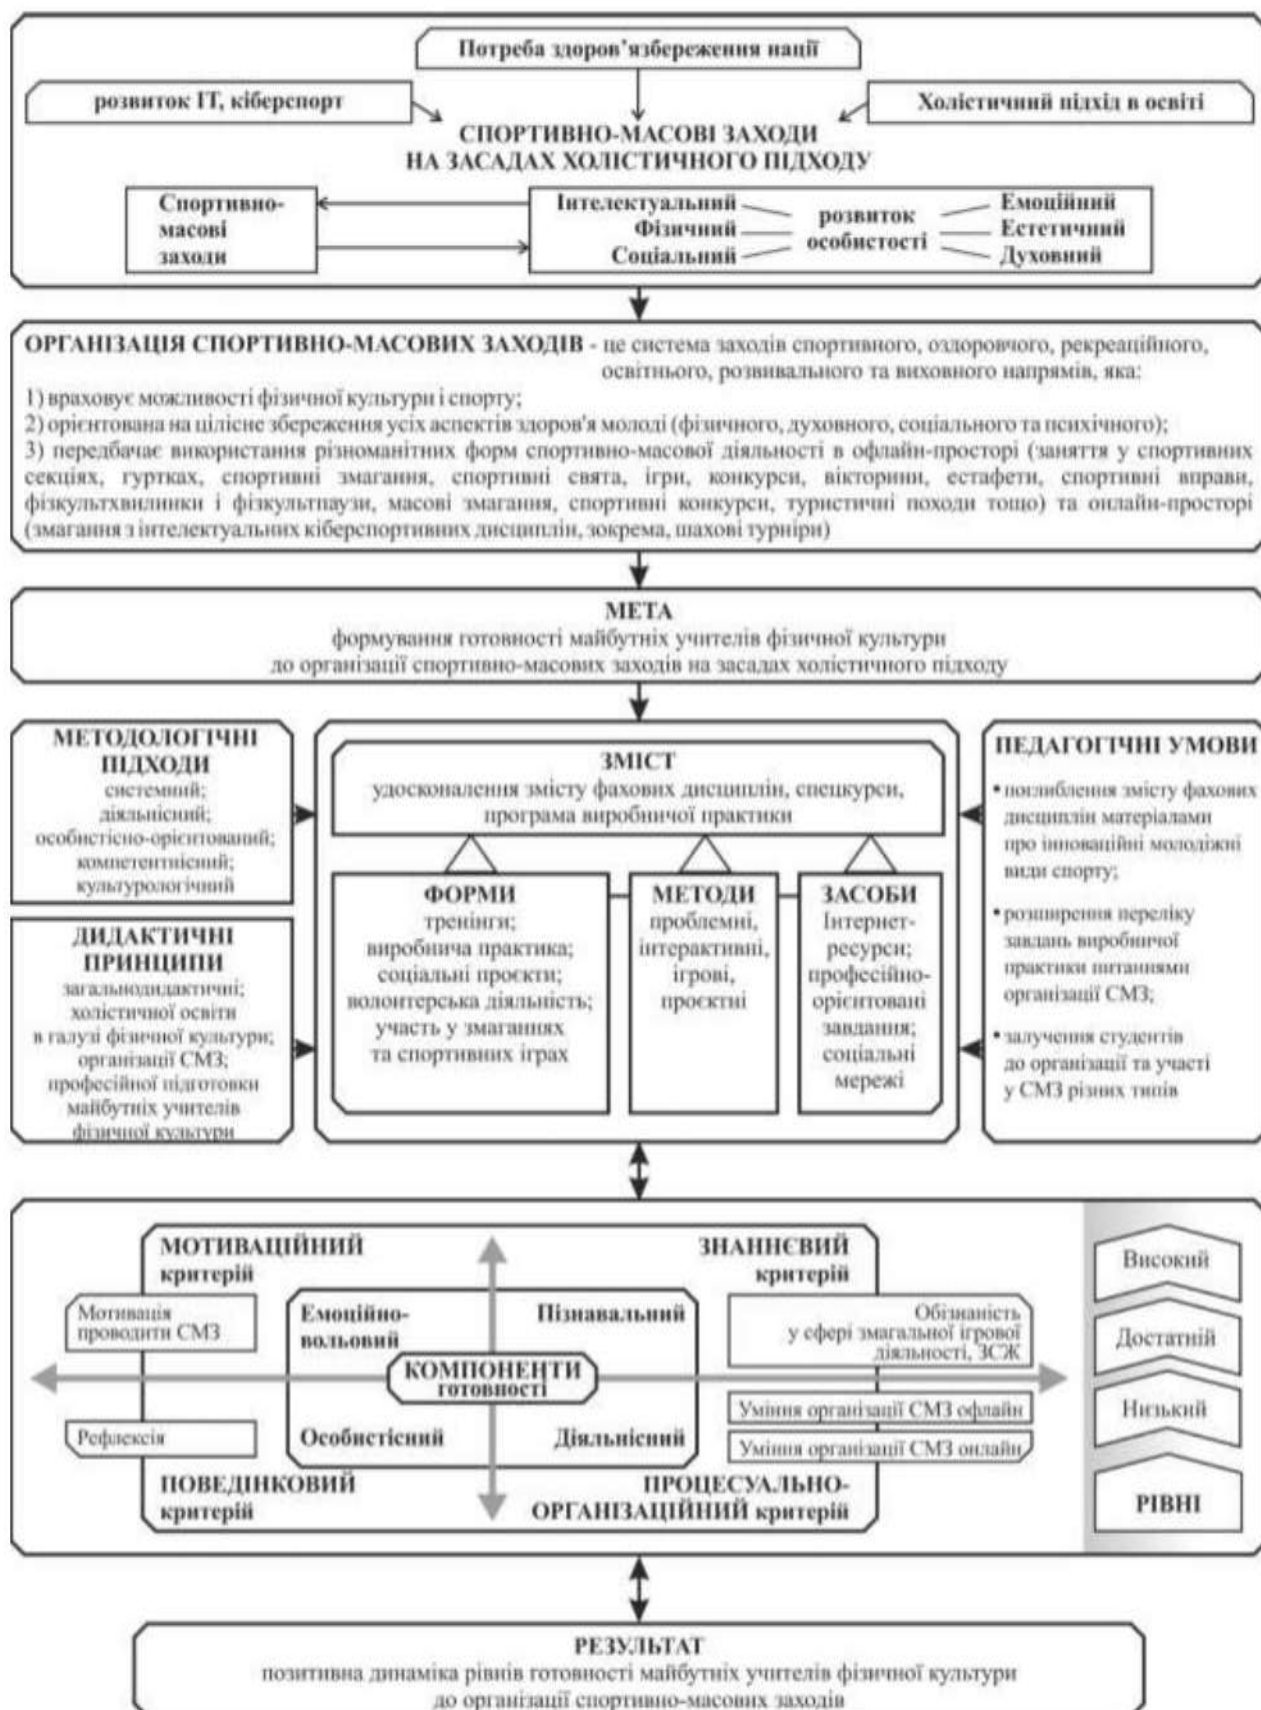 Потреба здоров'язбереження нації
розвиток ІТ, кіберспорт
Холістичний підхід в освіті
СПОРТИВНО-МАСОВІ ЗАХОДИ
НА ЗАСАДАХ ХОЛІСТИЧНОГО ПІДХОДУ
Спортивно-
масові
заходи
Інтелектуальний
Фізичний
Соціальний
розвиток
особистості
Емоційний
Естетичний
Духовний
ОРГАНІЗАЦІЯ СПОРТИВНО-МАСОВИХ ЗАХОДІВ - це система заходів спортивного, оздоровчого, рекреаційного,
освітнього, розвивального та виховного напрямів, яка:
1) враховує можливості фізичної культури і спорту;
2) орієнтована на цілісне збереження усіх аспектів здоров'я молоді (фізичного, духовного, соціального та психічного);
3) передбачає використання різноманітних форм спортивно-масової діяльності в офлайн-просторі (заняття у спортивних
секціях, гуртках, спортивні змагання, спортивні свята, ігри, конкурси, вікторини, естафети, спортивні вправи,
фізкультхвилинки і фізкультпаузи, масові змагання, спортивні конкурси, туристичні походи тощо) та онлайн-просторі
(змагання з інтелектуальних кіберспортивних дисциплін, зокрема, шахові турніри)
МЕТА
формування готовності майбутніх учителів фізичної культури
до організації спортивно-масових заходів на засадах холістичного підходу
МЕТОДОЛОГІЧНІ
ПІДХОДИ
системний;
діяльнісний;
особистісно-орієнтований;
компетентнісний;
культурологічний
ДИДАКТИЧНІ
ПРИНЦИПИ
загальнодидактичні;
холістичної освіти
в галузі фізичної культури;
організації СМЗ;
професійної підготовки
майбутніх учителів
фізичної культури
ЗМІСТ
удосконалення змісту фахових дисциплін, спецкурси,
програма виробничої практики
ФОРМИ
тренінги;
виробнича практика;
соціальні проєкти;
волонтерська діяльність;
участь у змаганнях
та спортивних іграх
МЕТОДИ
проблемні,
інтерактивні,
ігрові,
проєктні
ЗАСОБИ
Інтернет-
ресурси;
професійно-
орієнтовані
завдання;
соціальні
мережі
ПЕДАГОГІЧНІ УМОВИ
• поглиблення змісту фахових
дисциплін матеріалами
про інноваційні молодіжні
види спорту;
• розширення переліку
завдань виробничої
практики питаннями
організації СМЗ;
• залучення студентів
до організації та участі
у СМЗ різних типів
МОТИВАЦІЙНИЙ
критерій
ЗНАННЄВИЙ
критерій
Мотивація
проводити СМЗ
Емоційно-
вольовий
Пізнавальний
Обізнаність
у сфері змагальної ігрової
діяльності, ЗСЖ
КОМПОНЕНТИ
готовності
Рефлексія
Особистісний
Діяльнісний
Уміння організації СМЗ офлайн
Уміння організації СМЗ онлайн
ПОВЕДІНКОВИЙ
критерій
ПРОЦЕСУАЛЬНО-
ОРГАНІЗАЦІЙНИЙ критерій
Високий
Достатній
Низький
РІВНІ
РЕЗУЛЬТАТ
позитивна динаміка рівнів готовності майбутніх учителів фізичної культури
до організації спортивно-масових заходів